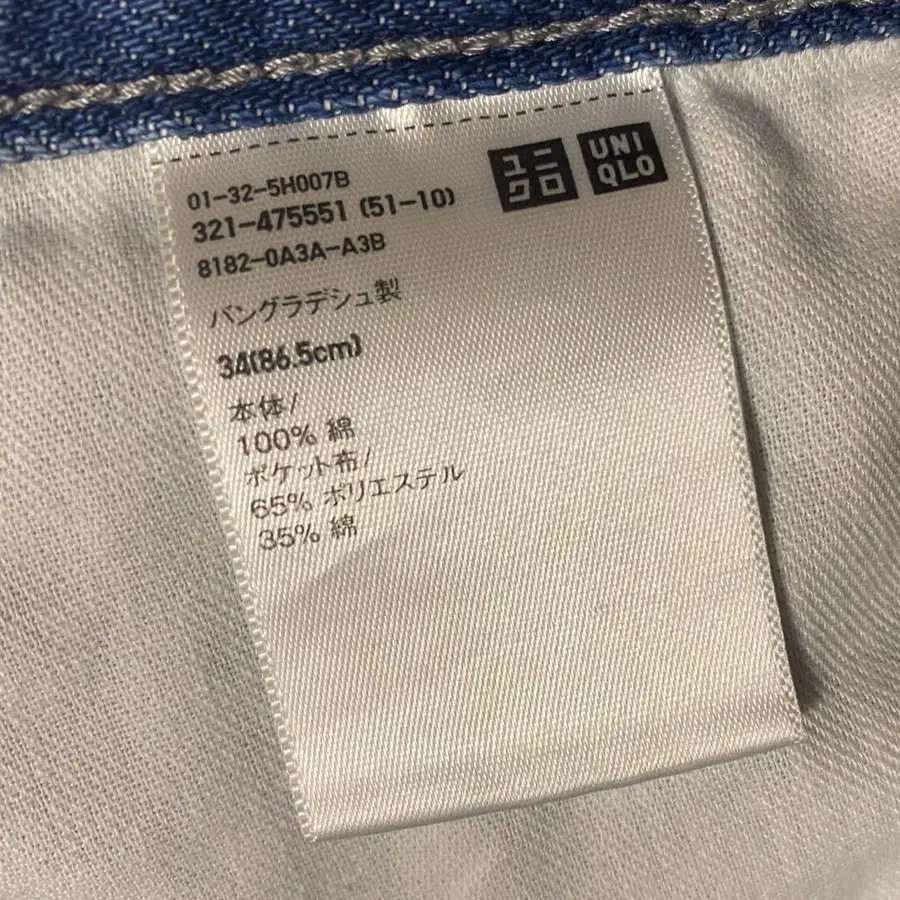 01-32-5H007B
321-475551 (51-10)
8182-0A3A-A3B
ユニクロ
UNIQLO
バングラデシュ製
34(86.5cm)
本体/
100% 綿
ポケット布/
65% ポリエステル
35% 綿